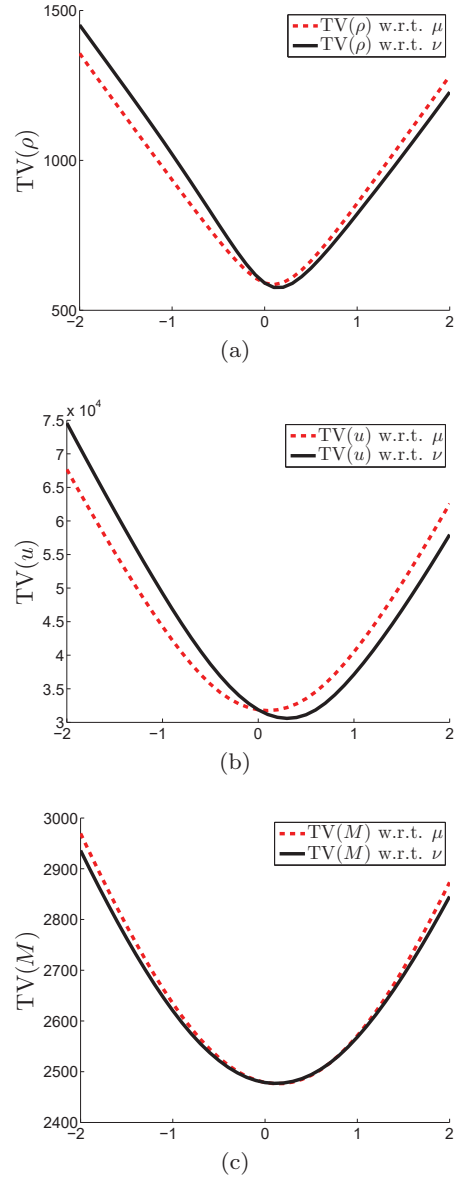 1500
TV(ρ) w.r.t. μ
TV(ρ) w.r.t. ν
1000
TV(ρ)
500
−2 −1 0 1 2
(a)
x 10⁴
7.5
TV(u) w.r.t. μ
TV(u) w.r.t. ν
7
6.5
6
5.5
5
4.5
4
3.5
3
TV(u)
−2 −1 0 1 2
(b)
3000
TV(M) w.r.t. μ
TV(M) w.r.t. ν
2900
2800
2700
2600
2500
2400
TV(M)
−2 −1 0 1 2
(c)